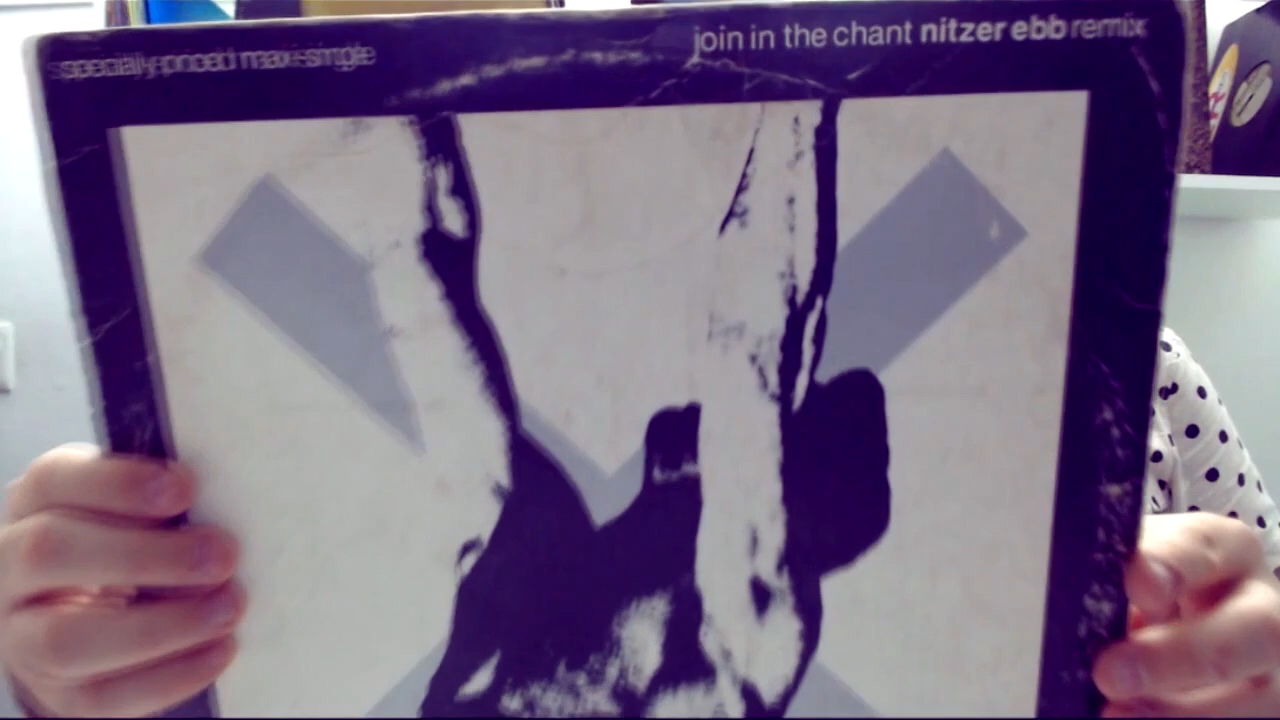 specially-priced maxi-single
join in the chant nitzer ebb remix